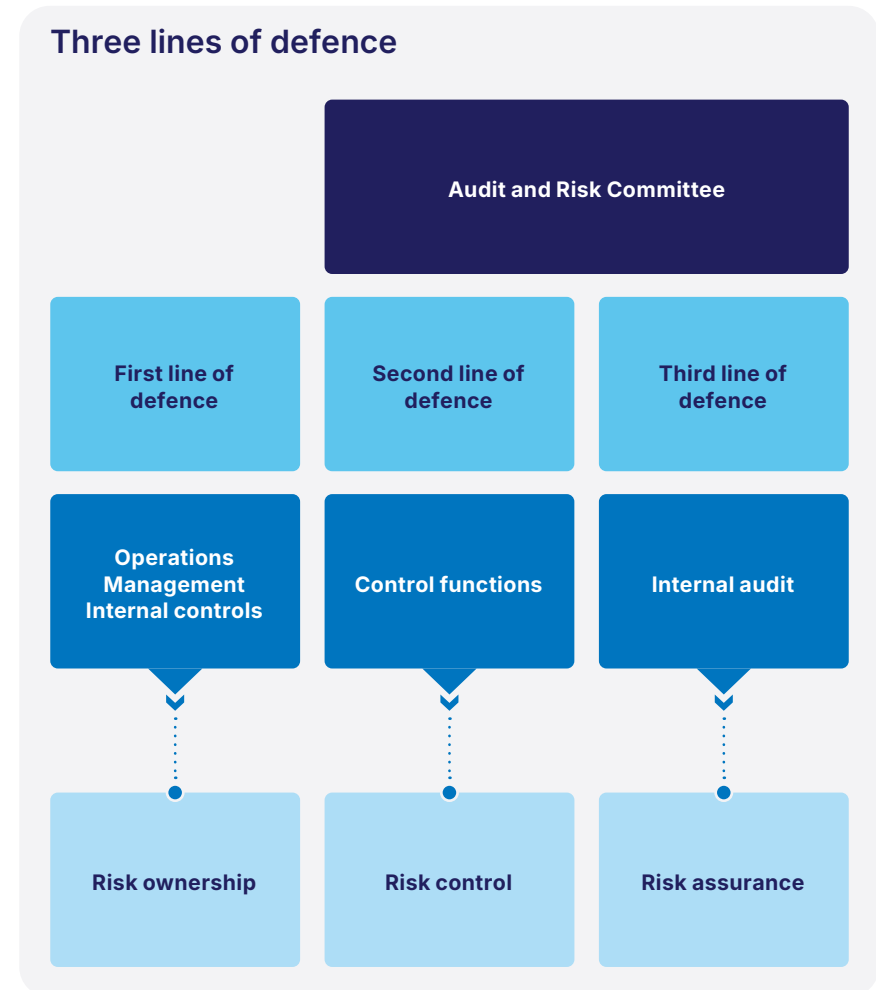 Three lines of defence
Audit and Risk Committee
First line of
defence
Second line of
defence
Third line of
defence
Operations
Management
Internal controls
Control functions
Internal audit
Risk ownership
Risk control
Risk assurance